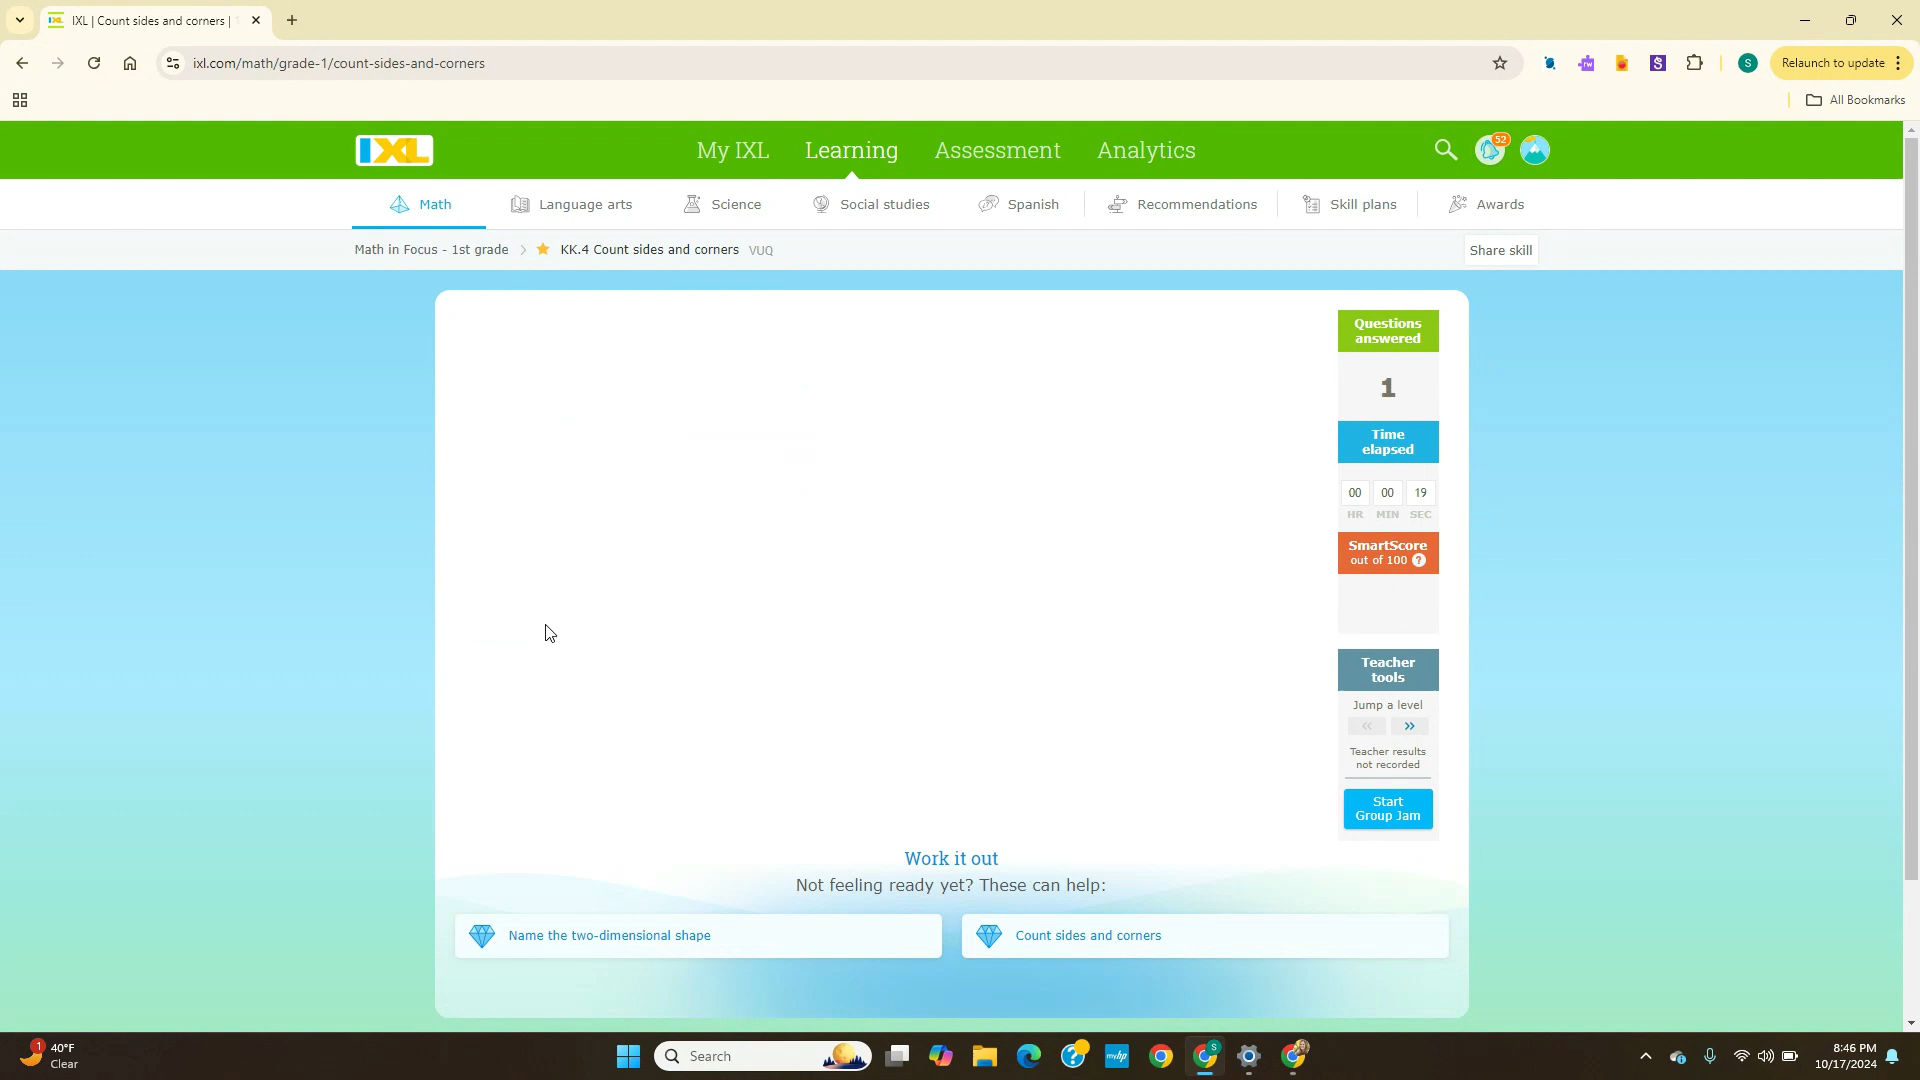 IXL | Count sides and corners |
ixl.com/math/grade-1/count-sides-and-corners
Relaunch to update
All Bookmarks
IXL
My IXL
Learning
Assessment
Analytics
52
Math
Language arts
Science
Social studies
Spanish
Recommendations
Skill plans
Awards
Math in Focus - 1st grade
KK.4 Count sides and corners
VUQ
Share skill
Questions
answered
1
Time
elapsed
00 00 19
HR MIN SEC
SmartScore
out of 100 ?
Teacher
tools
Jump a level
Teacher results
not recorded
Start
Group Jam
Work it out
Not feeling ready yet? These can help:
Name the two-dimensional shape
Count sides and corners
1
40°F
Clear
Search
myhp
S
8:46 PM
10/17/2024